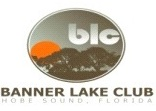 blc
BANNER LAKE CLUB
HOBE SOUND, FLORIDA